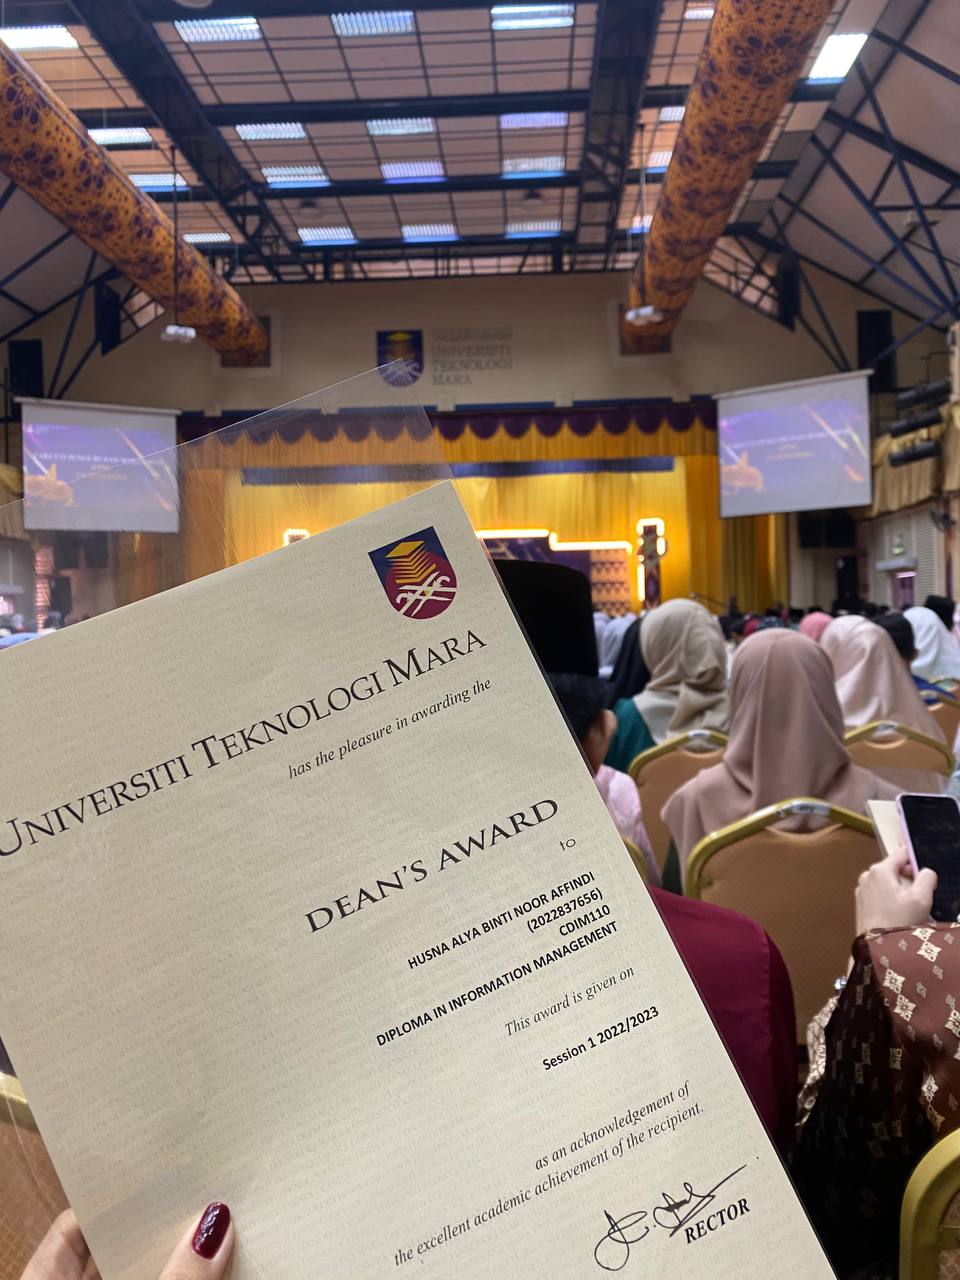 UNIVERSITI
TEKNOLOGI
MARA
UNIVERSITI TEKNOLOGI MARA
has the pleasure in awarding the
DEAN'S AWARD
to
HUSNA ALYA BINTI NOOR AFFINDI
(2022837656)
CDIM110
DIPLOMA IN INFORMATION MANAGEMENT
This award is given on
Session 1 2022/2023
as an acknowledgement of
the excellent academic achievement of the recipient.
RECTOR